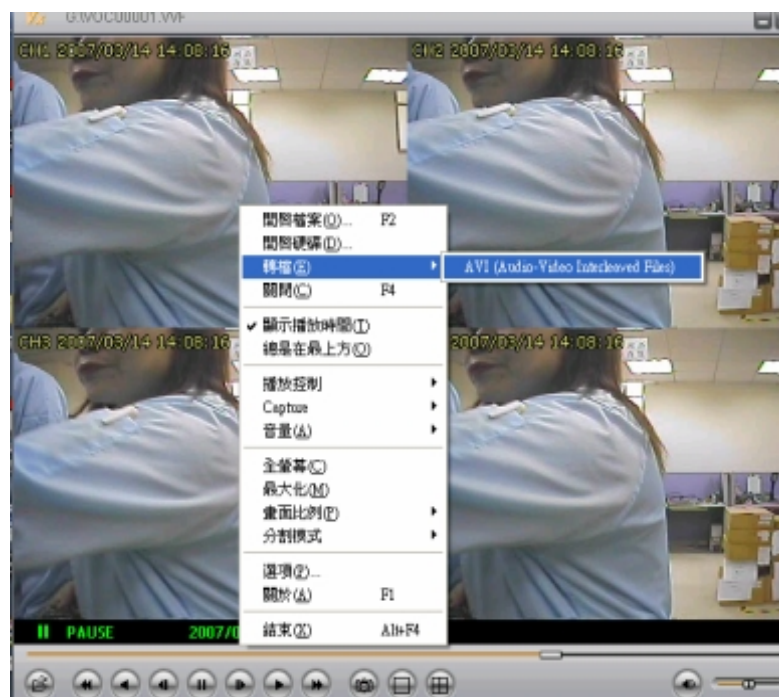 G:\VOC00001.VVF
CH1 2007/03/14 14:08:16
CH2 2007/03/14 14:08:16
開啟檔案(O)... F2
開啟硬碟(D)...
轉檔(E)
AVI (Audio-Video Interleaved Files)
關閉(C) F4
✓ 顯示播放時間(T)
總是在最上方(O)
CH3 2007/03/14 14:08:16
2007/03/14 14:08:16
播放控制
Capture
音量(A)
全螢幕(C)
最大化(M)
畫面比例(P)
分割模式
選項(P)...
關於(A) F1
結束(X) Alt+F4
PAUSE 2007/0